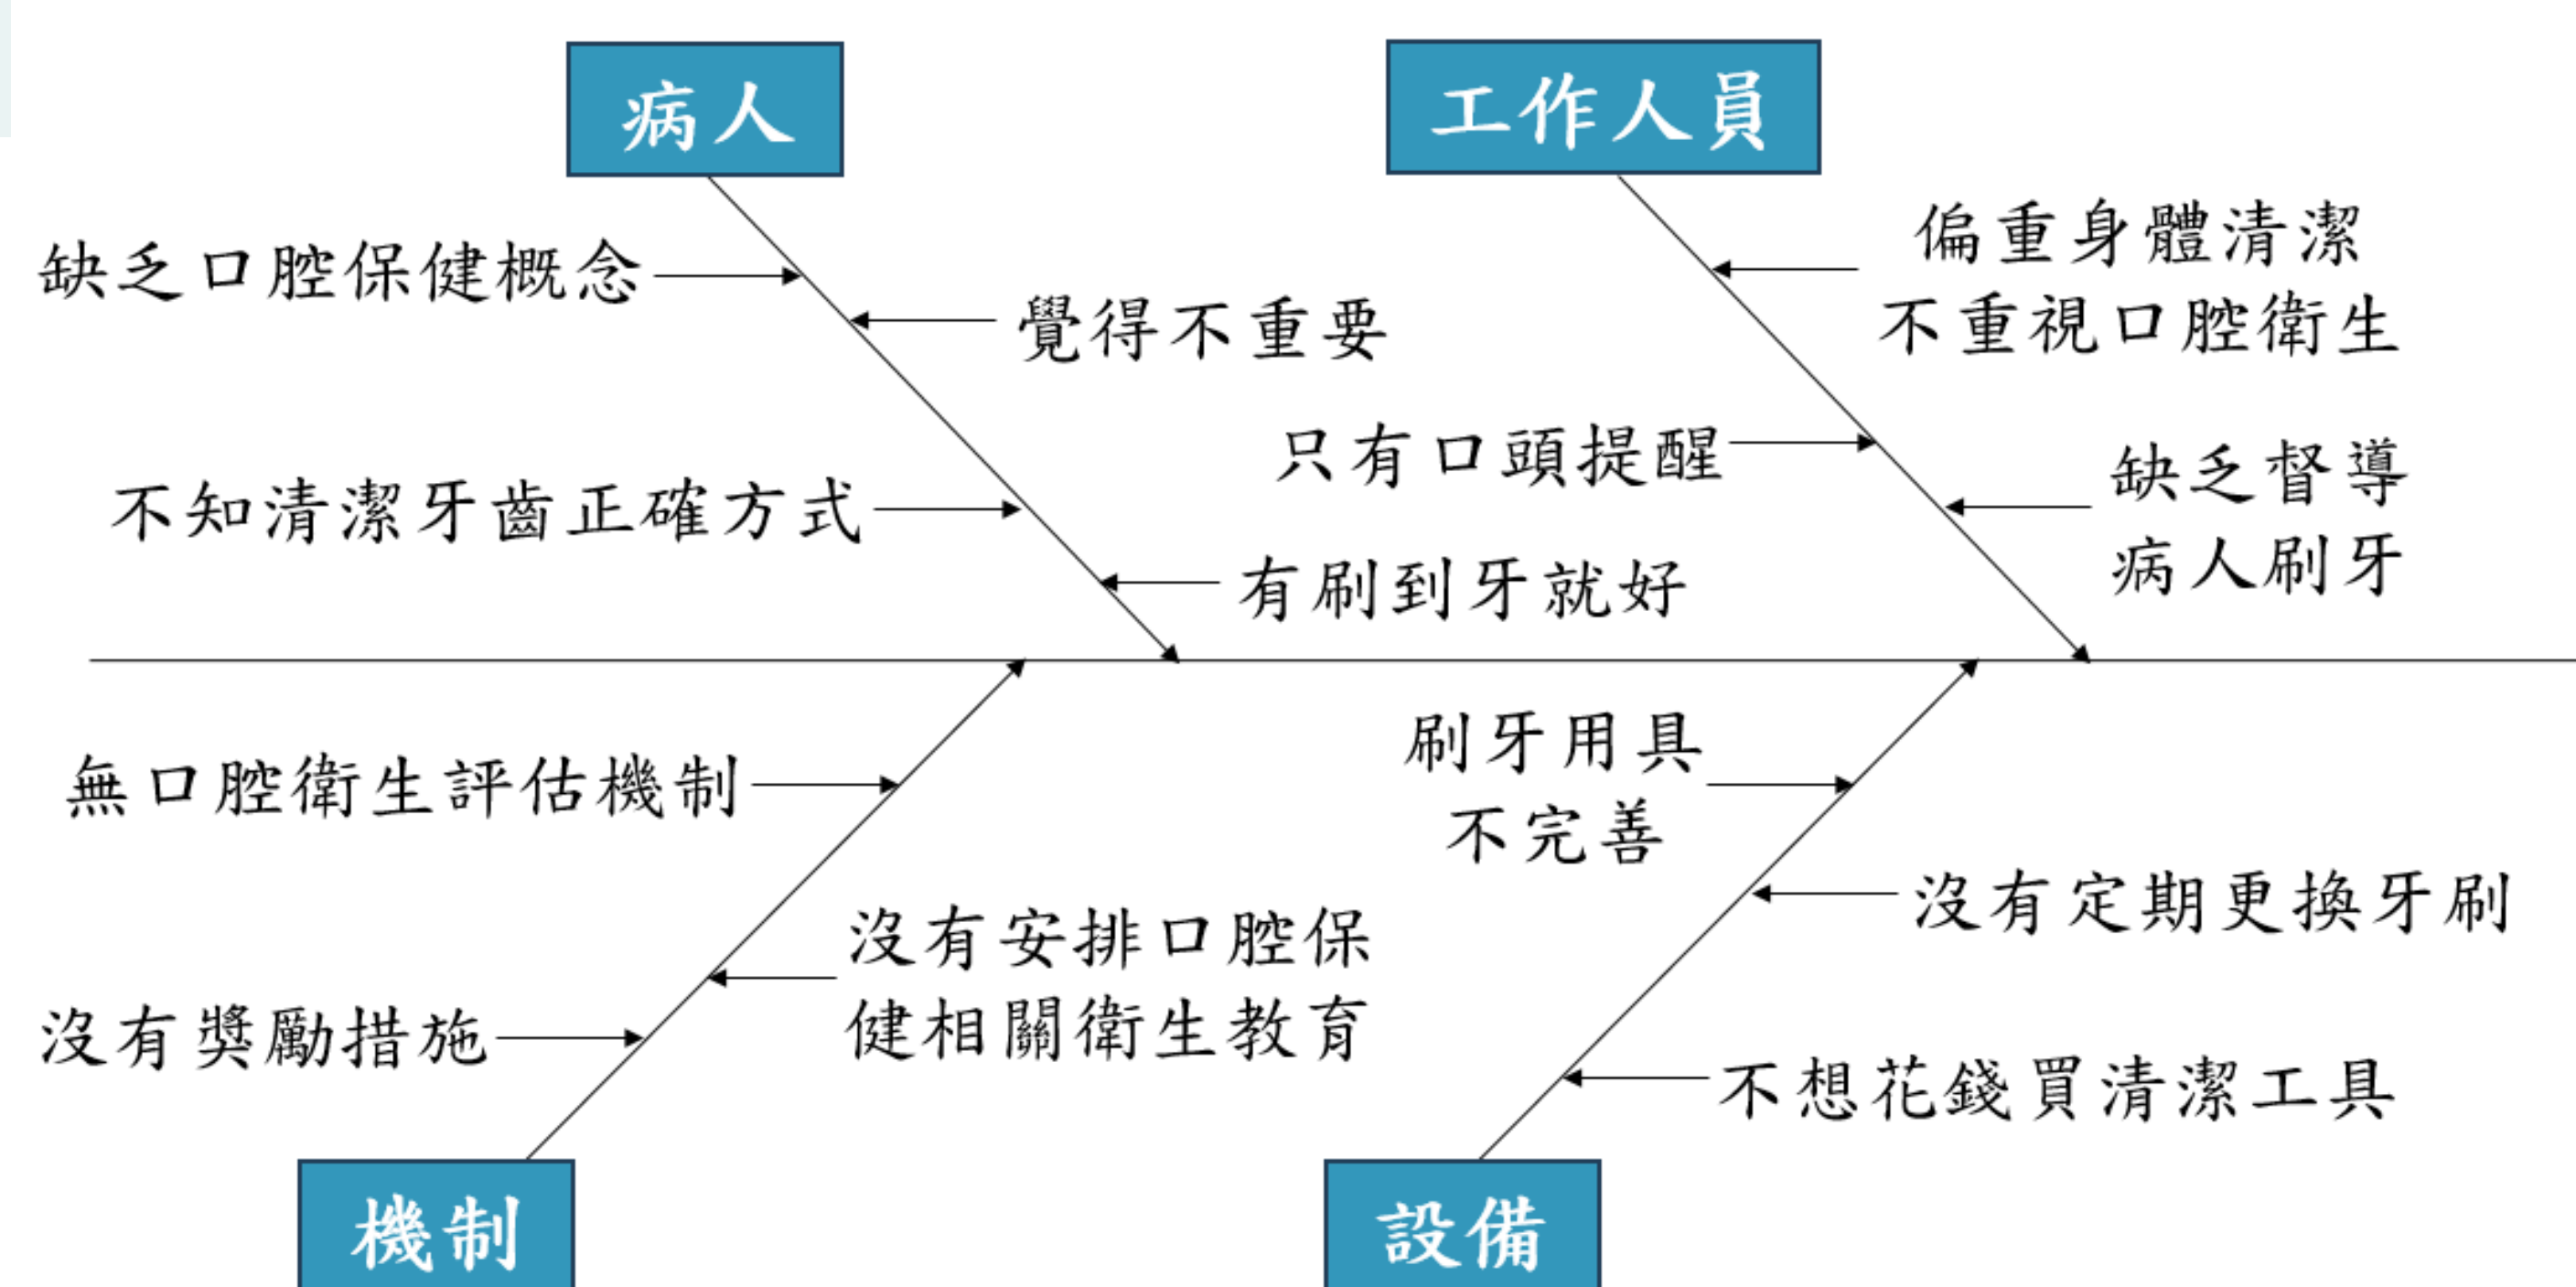 病人
工作人員
缺乏口腔保健概念
覺得不重要
不知清潔牙齒正確方式
有刷到牙就好
偏重身體清潔
不重視口腔衛生
只有口頭提醒
缺乏督導
病人刷牙
無口腔衛生評估機制
沒有安排口腔保
健相關衛生教育
沒有獎勵措施
刷牙用具
不完善
沒有定期更換牙刷
不想花錢買清潔工具
機制
設備